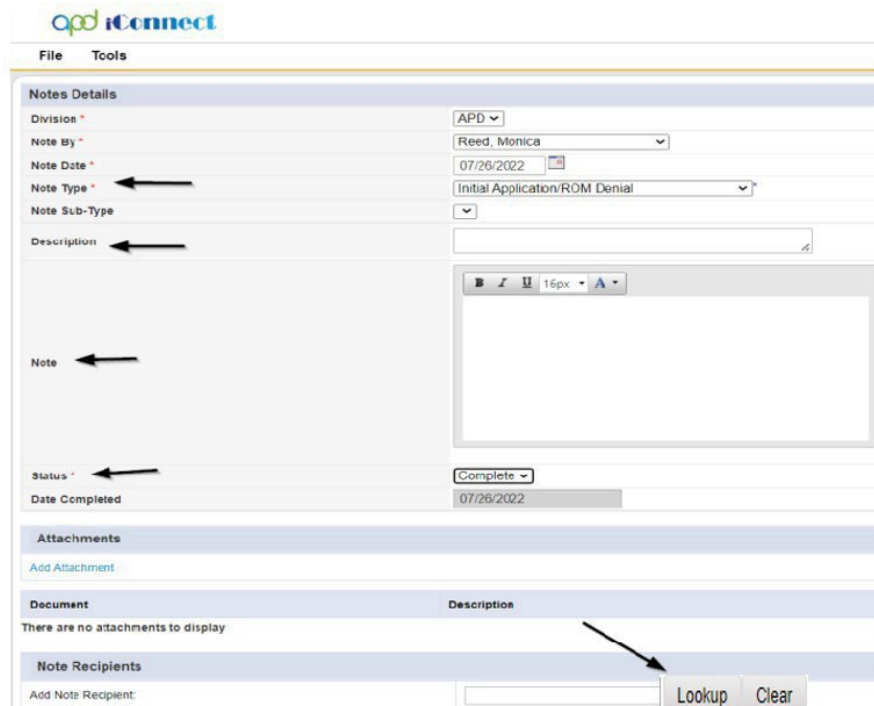 apd iConnect
File Tools
Notes Details
Division * APD
Note By * Reed, Monica
Note Date * 07/26/2022
Note Type * Initial Application/ROM Denial *
Note Sub-Type
Description
B I U 16px A
Note
Status * Complete
Date Completed 07/26/2022
Attachments
Add Attachment
Document Description
There are no attachments to display
Note Recipients
Add Note Recipient: Lookup Clear